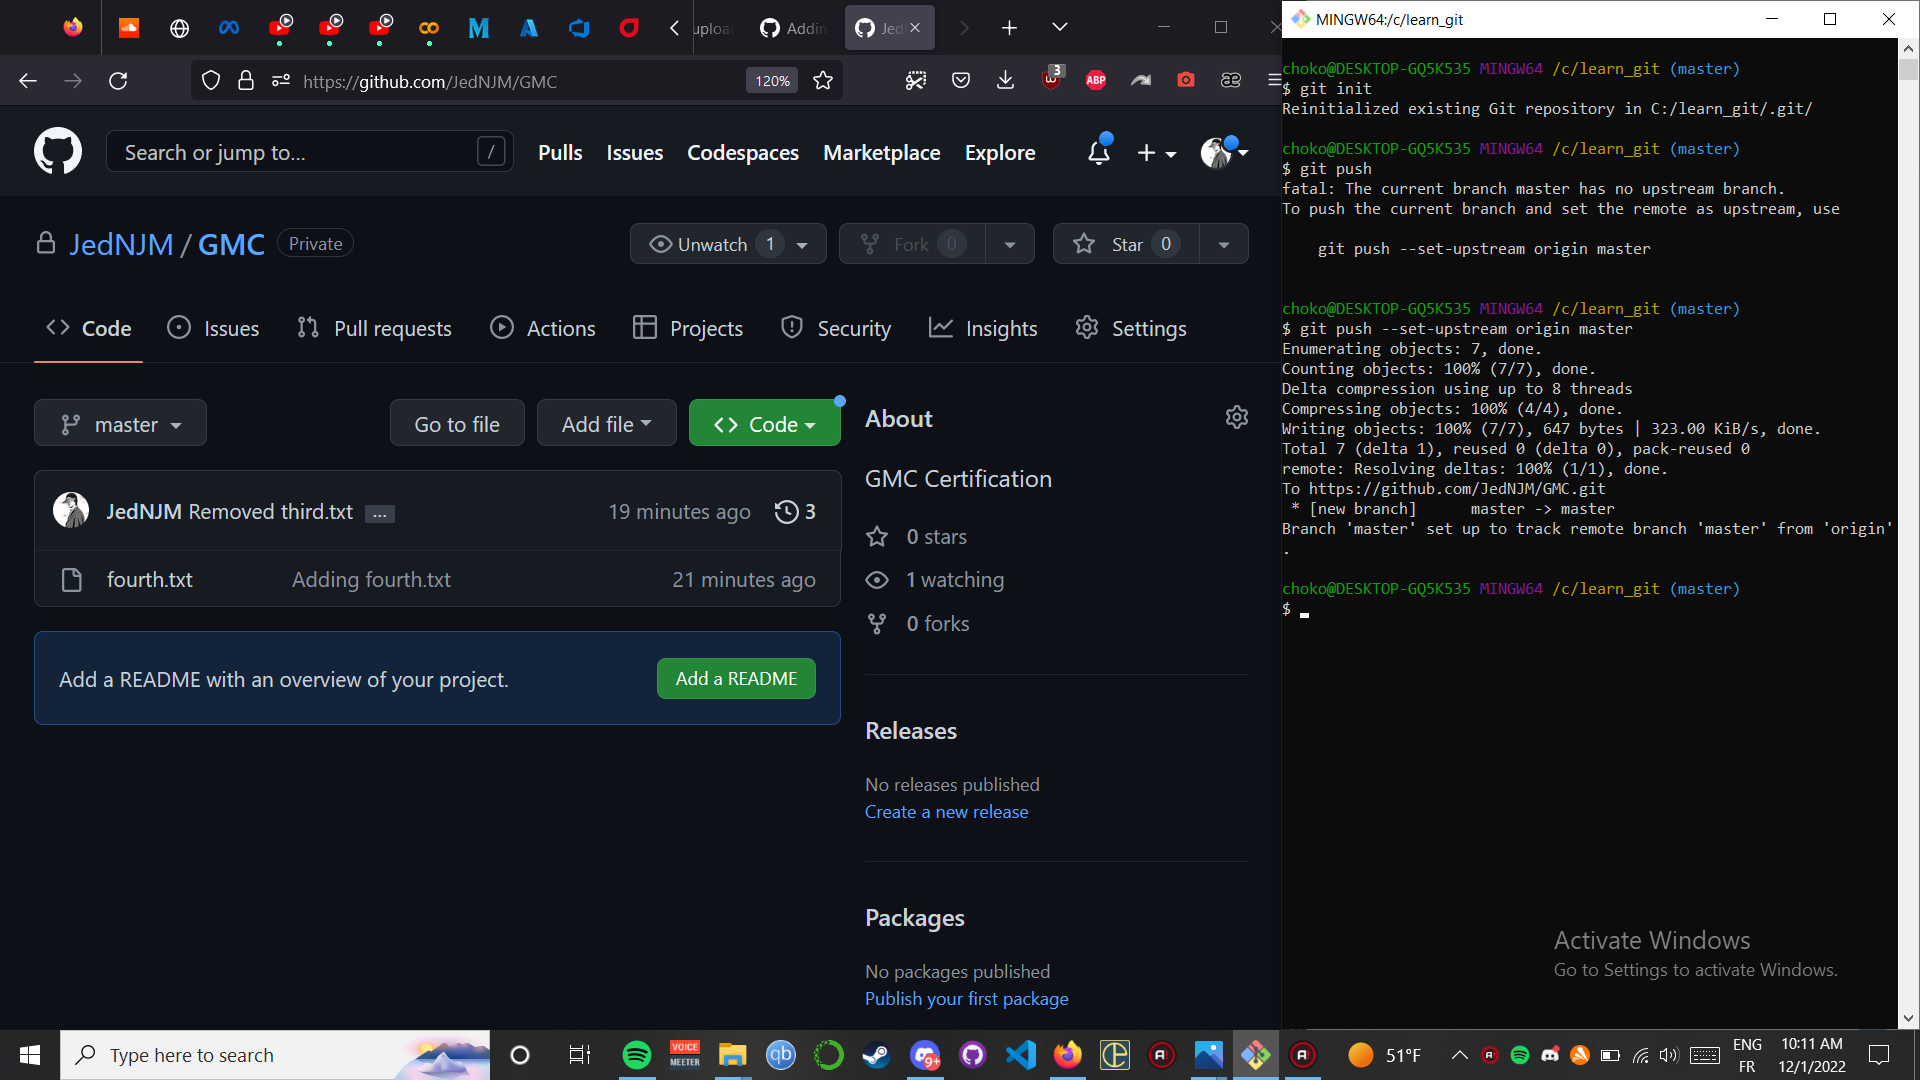 uploa
Addin
Jed
https://github.com/JedNJM/GMC
120%
3
ABP
Search or jump to...
/
Pulls
Issues
Codespaces
Marketplace
Explore
JedNJM / GMC
Private
Unwatch 1
Fork 0
Star 0
Code
Issues
Pull requests
Actions
Projects
Security
Insights
Settings
master
Go to file
Add file
Code
JedNJM Removed third.txt ...
19 minutes ago
3
fourth.txt
Adding fourth.txt
21 minutes ago
Add a README with an overview of your project.
Add a README
About
GMC Certification
0 stars
1 watching
0 forks
Releases
No releases published
Create a new release
Packages
No packages published
Publish your first package
MINGW64:/c/learn_git
choko@DESKTOP-GQ5K535 MINGW64 /c/learn_git (master)
$ git init
Reinitialized existing Git repository in C:/learn_git/.git/
choko@DESKTOP-GQ5K535 MINGW64 /c/learn_git (master)
$ git push
fatal: The current branch master has no upstream branch.
To push the current branch and set the remote as upstream, use
git push --set-upstream origin master
choko@DESKTOP-GQ5K535 MINGW64 /c/learn_git (master)
$ git push --set-upstream origin master
Enumerating objects: 7, done.
Counting objects: 100% (7/7), done.
Delta compression using up to 8 threads
Compressing objects: 100% (4/4), done.
Writing objects: 100% (7/7), 647 bytes | 323.00 KiB/s, done.
Total 7 (delta 1), reused 0 (delta 0), pack-reused 0
remote: Resolving deltas: 100% (1/1), done.
To https://github.com/JedNJM/GMC.git
* [new branch]      master -> master
Branch 'master' set up to track remote branch 'master' from 'origin'
.
choko@DESKTOP-GQ5K535 MINGW64 /c/learn_git (master)
$
Activate Windows
Go to Settings to activate Windows.
Type here to search
VOICE
MEETER
qb
9+
51°F
ENG
FR
10:11 AM
12/1/2022